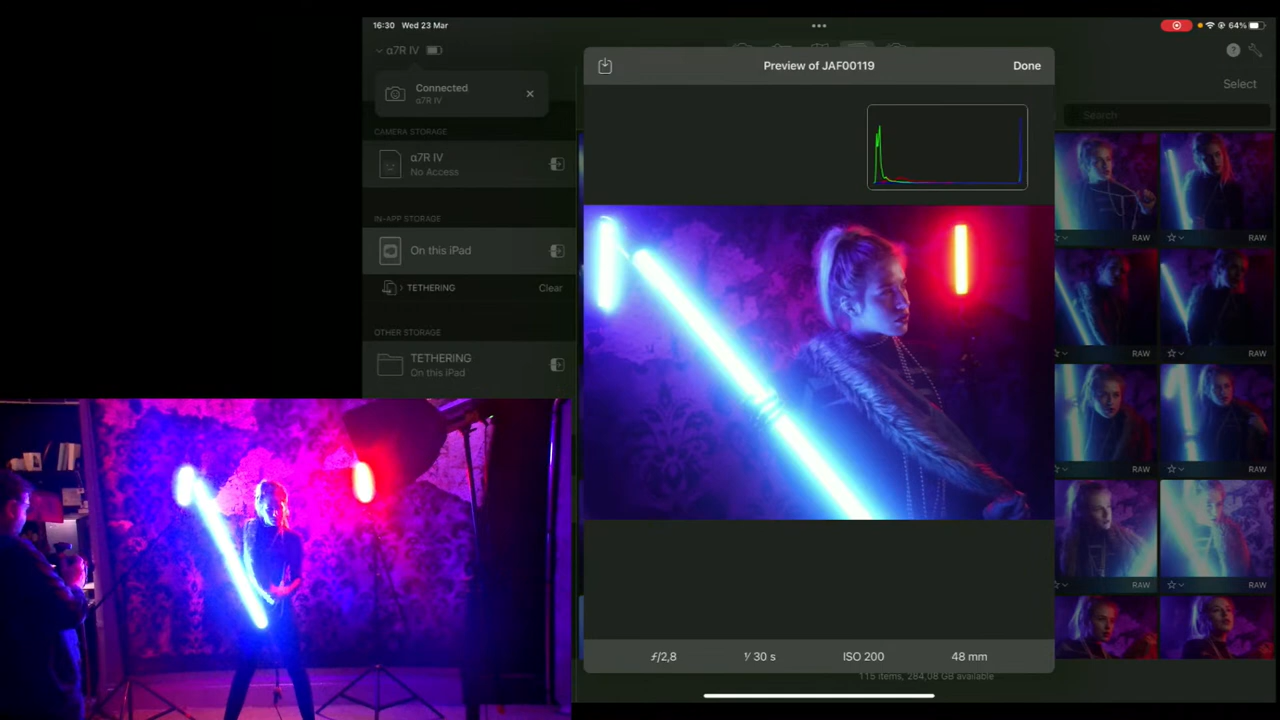 16:30 Wed 23 Mar
64%
α7R IV
Connected
α7R IV
CAMERA STORAGE
α7R IV
No Access
IN-APP STORAGE
On this iPad
TETHERING
Clear
OTHER STORAGE
TETHERING
On this iPad
Preview of JAF00119
Done
f/2,8
1/30 s
ISO 200
48 mm
115 items, 284,08 GB available
?
Select
Search
RAW
RAW
RAW
RAW
RAW
RAW
RAW
RAW